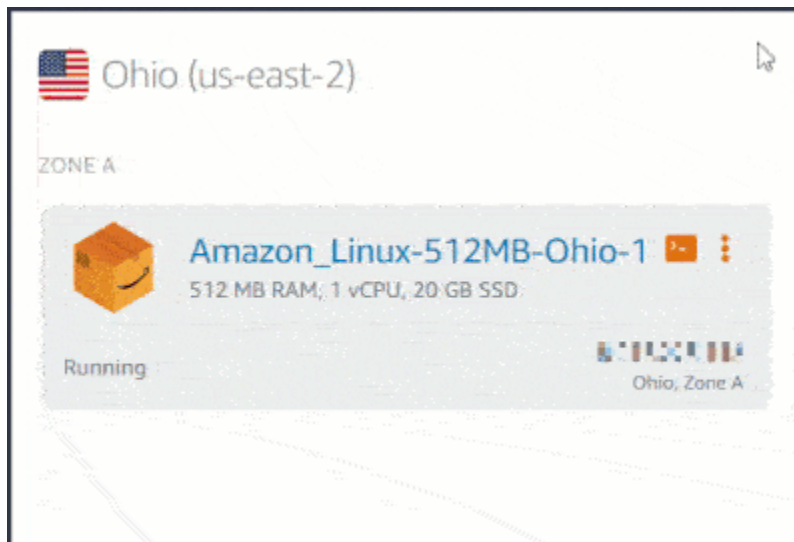 Ohio (us-east-2)
ZONE A
Amazon_Linux-512MB-Ohio-1
512 MB RAM, 1 vCPU, 20 GB SSD
Running
Ohio, Zone A